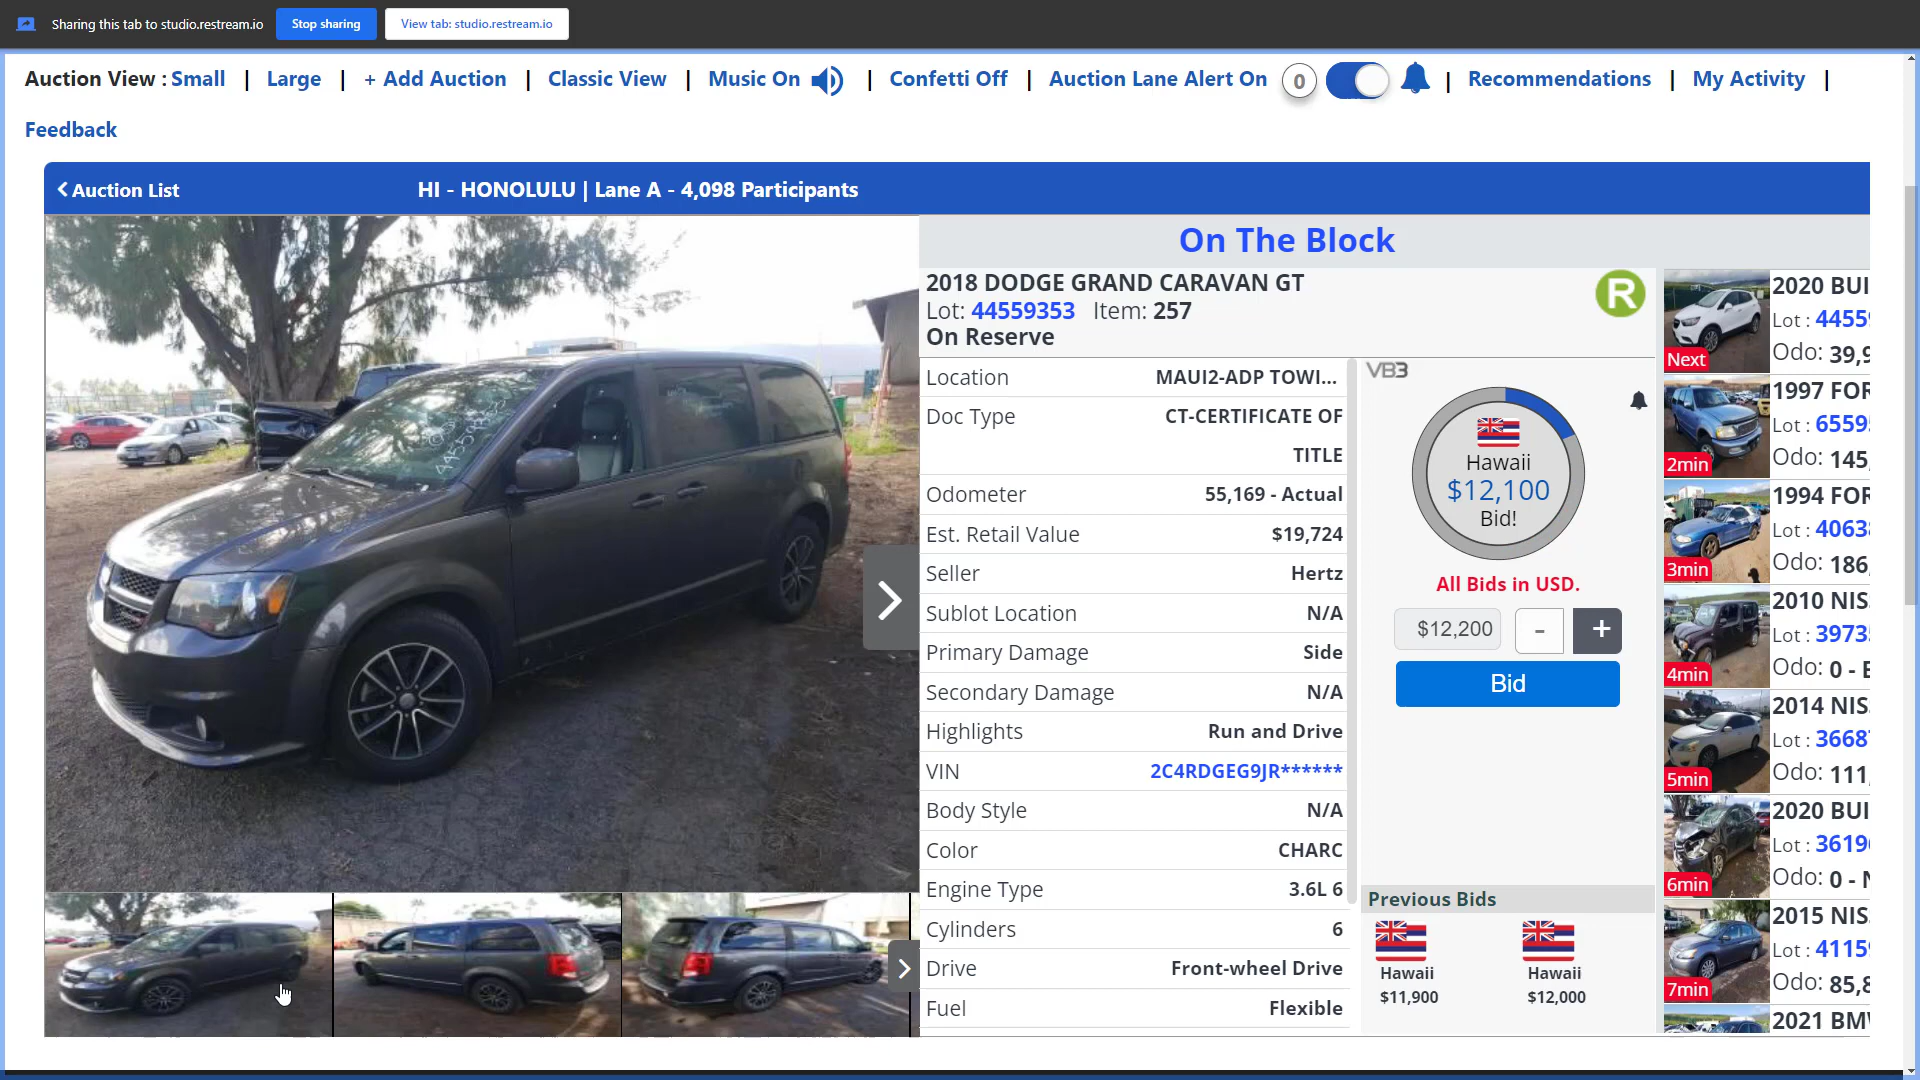 Sharing this tab to studio.restream.io
Stop sharing
View tab: studio.restream.io
Auction View : Small | Large | + Add Auction | Classic View | Music On | Confetti Off | Auction Lane Alert On 0 | Recommendations | My Activity |
Feedback
Auction List
HI - HONOLULU | Lane A - 4,098 Participants
On The Block
2018 DODGE GRAND CARAVAN GT
Lot: 44559353 Item: 257
On Reserve
R
Location MAUI2-ADP TOWI...
Doc Type CT-CERTIFICATE OF
TITLE
Odometer 55,169 - Actual
Est. Retail Value $19,724
Seller Hertz
Sublot Location N/A
Primary Damage Side
Secondary Damage N/A
Highlights Run and Drive
VIN 2C4RDGEG9JR******
Body Style N/A
Color CHARC
Engine Type 3.6L 6
Cylinders 6
Drive Front-wheel Drive
Fuel Flexible
VB3
Hawaii
$12,100
Bid!
All Bids in USD.
$12,200 - +
Bid
Previous Bids
Hawaii
$11,900
Hawaii
$12,000
2020 BUI
Lot : 4455
Odo: 39,9
Next
1997 FOR
Lot : 6559
Odo: 145,
2min
1994 FOR
Lot : 4063
Odo: 186,
3min
2010 NIS
Lot : 3973
Odo: 0 - E
4min
2014 NIS
Lot : 3668
Odo: 111,
5min
2020 BUI
Lot : 3619
Odo: 0 - N
6min
2015 NIS
Lot : 4115
Odo: 85,8
7min
2021 BMW